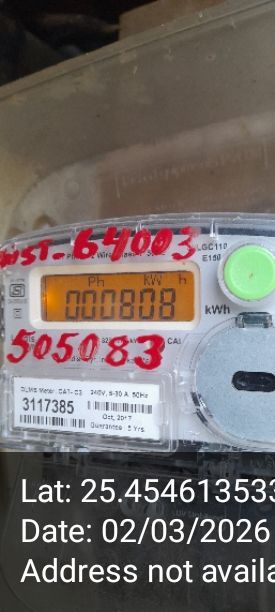 inst-64003
LGC110
E150
Ph kW h
000808
kWh
505083
DLMS Meter, CAT- C3 240V, 5-30 A, 50Hz
3117385
Oct, 2017
Guarantee : 5 Yrs.
Lat: 25.454613533
Date: 02/03/2026
Address not availa